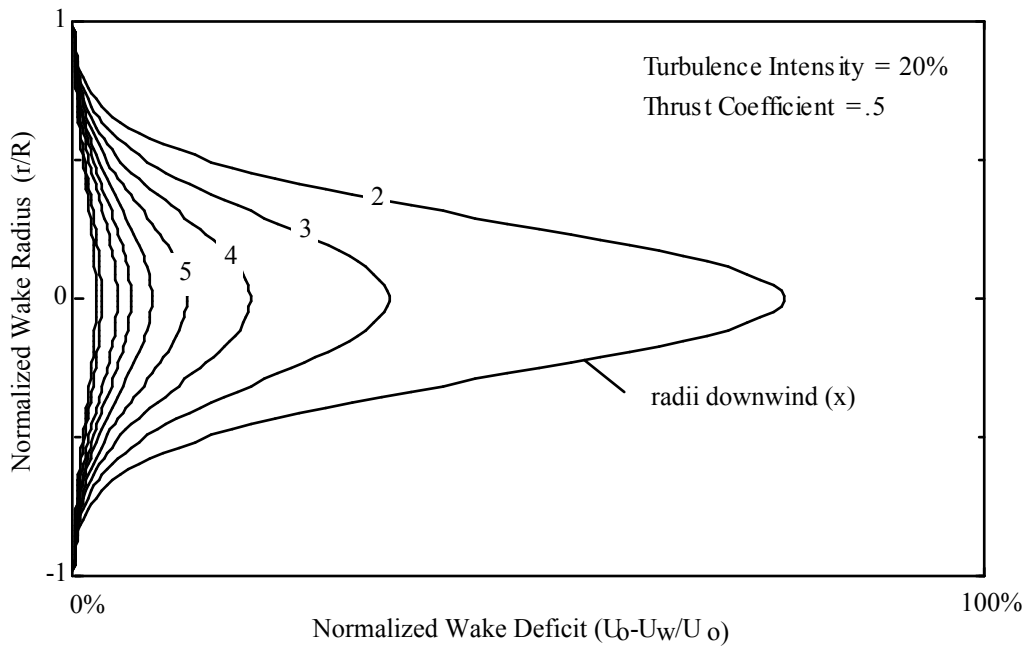 1
Turbulence Intensity = 20%
Thrust Coefficient =.5
Normalized Wake Radius (r/R)
2
3
4
5
0
radii downwind (x)
-1
0%
100%
Normalized Wake Deficit (Uo-Uw/U o)